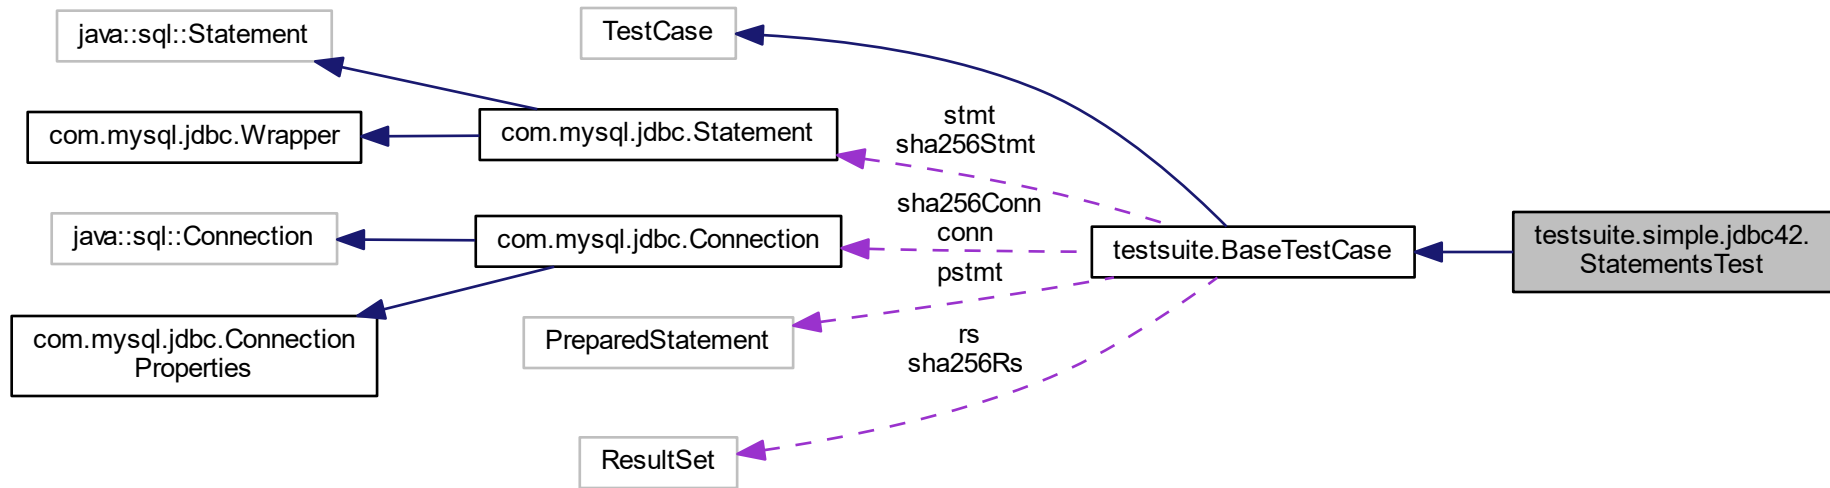 java::sql::Statement
TestCase
com.mysql.jdbc.Wrapper
com.mysql.jdbc.Statement
stmt
sha256Stmt
java::sql::Connection
com.mysql.jdbc.Connection
sha256Conn
conn
testsuite.BaseTestCase
testsuite.simple.jdbc42.
StatementsTest
pstmt
com.mysql.jdbc.Connection
Properties
PreparedStatement
rs
sha256Rs
ResultSet